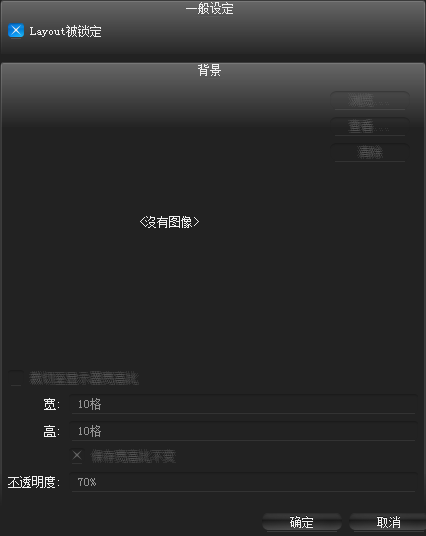 一般设定
Layout被锁定
背景
浏览...
查看...
清除
<沒有图像>
裁切至显示器宽高比
宽: 10格
高: 10格
保存宽高比不变
不透明度: 70%
确定 取消